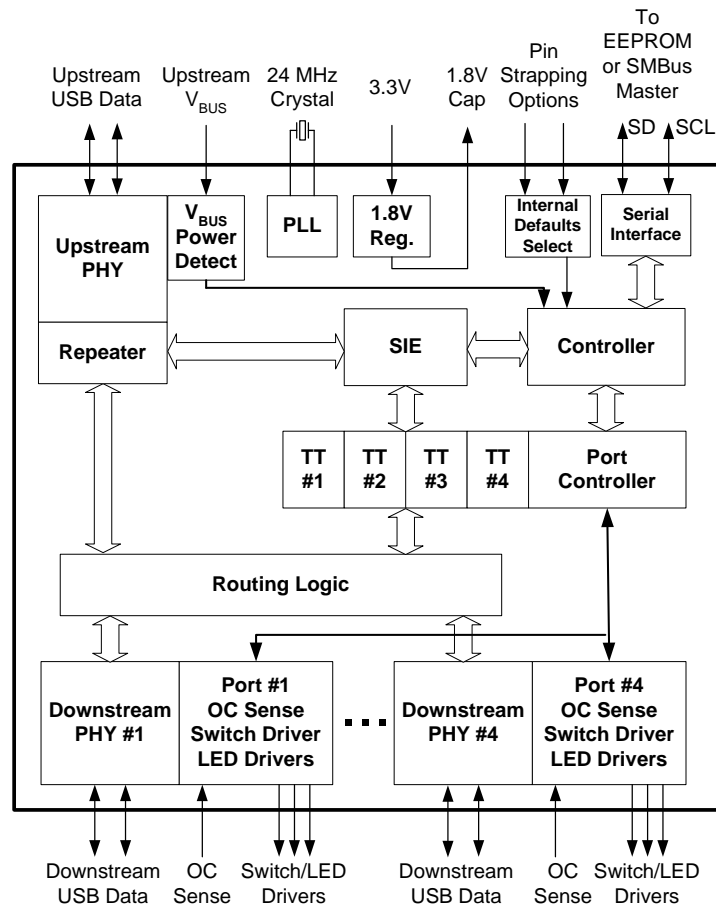 To
EEPROM
or SMBus
Master
Upstream
USB Data
Upstream
VBUS
24 MHz
Crystal
3.3V
1.8V
Cap
Pin
Strapping
Options
SD
SCL
Upstream
PHY
VBUS
Power
Detect
PLL
1.8V
Reg.
Internal
Defaults
Select
Serial
Interface
Repeater
SIE
Controller
TT
#1
TT
#2
TT
#3
TT
#4
Port
Controller
Routing Logic
Downstream
PHY #1
Port #1
OC Sense
Switch Driver
LED Drivers
Downstream
PHY #4
Port #4
OC Sense
Switch Driver
LED Drivers
Downstream
USB Data
OC
Sense
Switch/LED
Drivers
Downstream
USB Data
OC
Sense
Switch/LED
Drivers